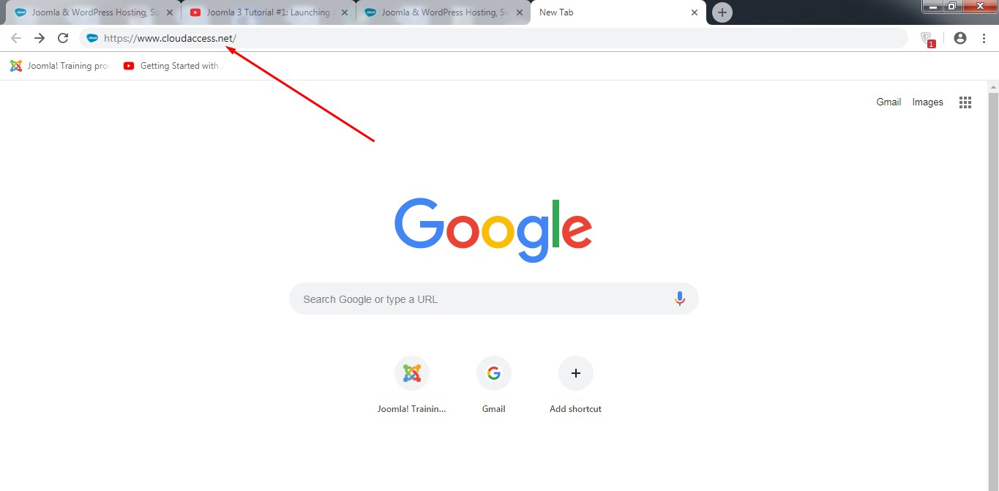 Joomla & WordPress Hosting, Su
Joomla 3 Tutorial #1: Launching
Joomla & WordPress Hosting, Su
New Tab
https://www.cloudaccess.net/
1
Joomla! Training pro
Getting Started with
Gmail
Images
Google
Search Google or type a URL
Joomla! Trainin...
Gmail
Add shortcut